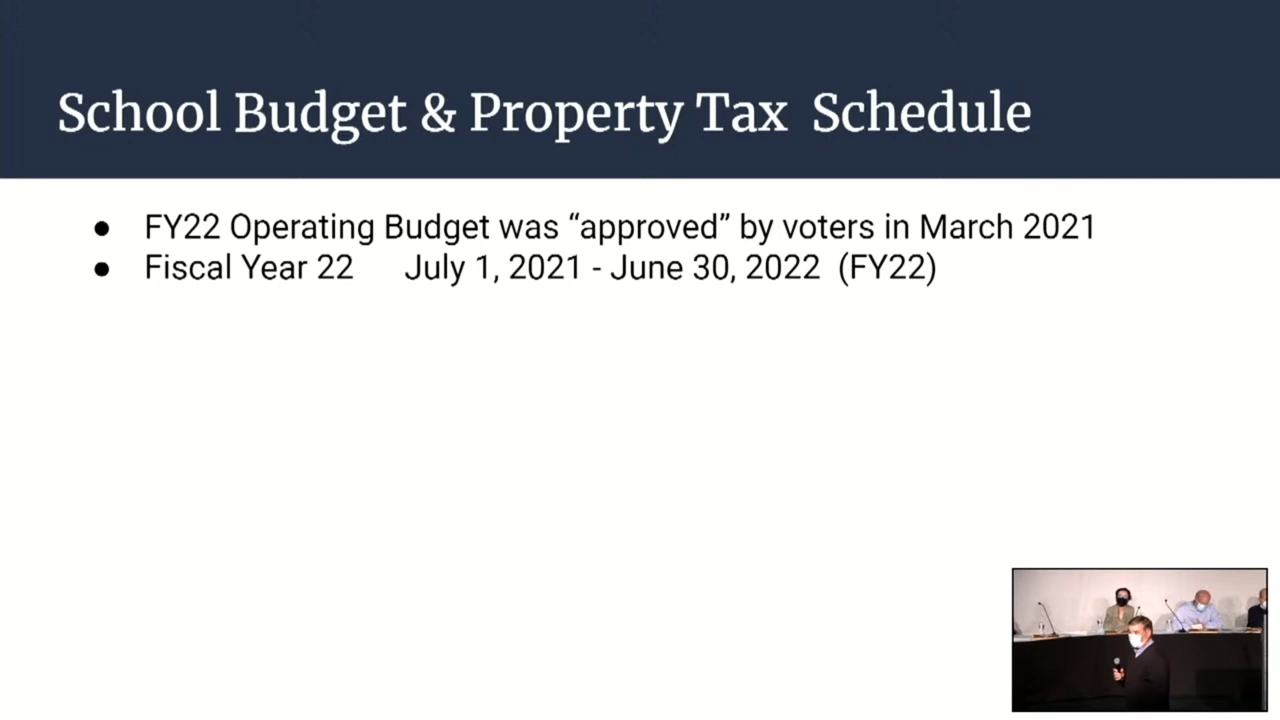 School Budget & Property Tax  Schedule
● FY22 Operating Budget was “approved” by voters in March 2021
● Fiscal Year 22      July 1, 2021 - June 30, 2022  (FY22)